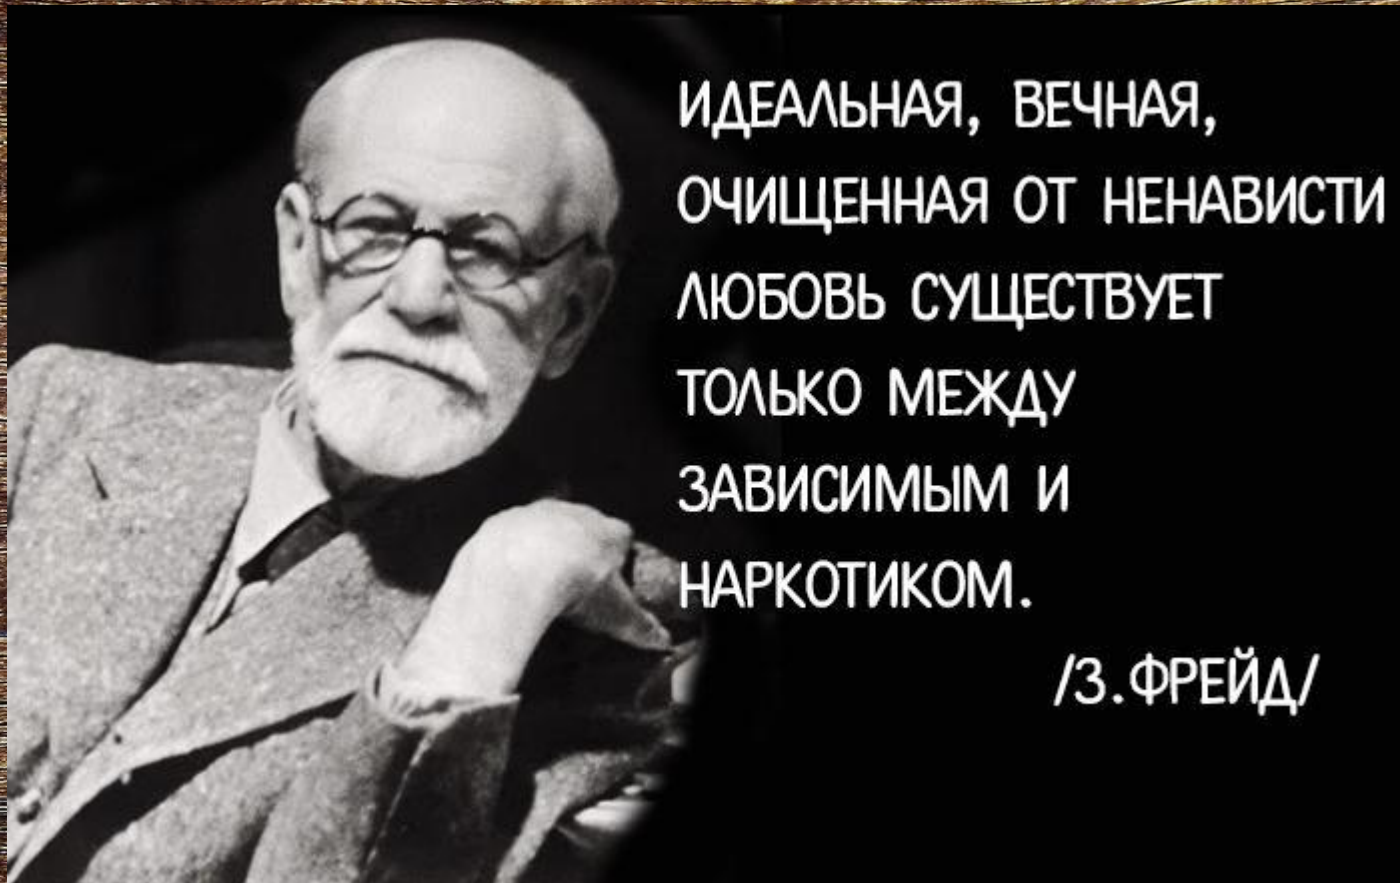 ИДЕАЛЬНАЯ, ВЕЧНАЯ,
ОЧИЩЕННАЯ ОТ НЕНАВИСТИ
ЛЮБОВЬ СУЩЕСТВУЕТ
ТОЛЬКО МЕЖДУ
ЗАВИСИМЫМ И
НАРКОТИКОМ.
/З.ФРЕЙД/